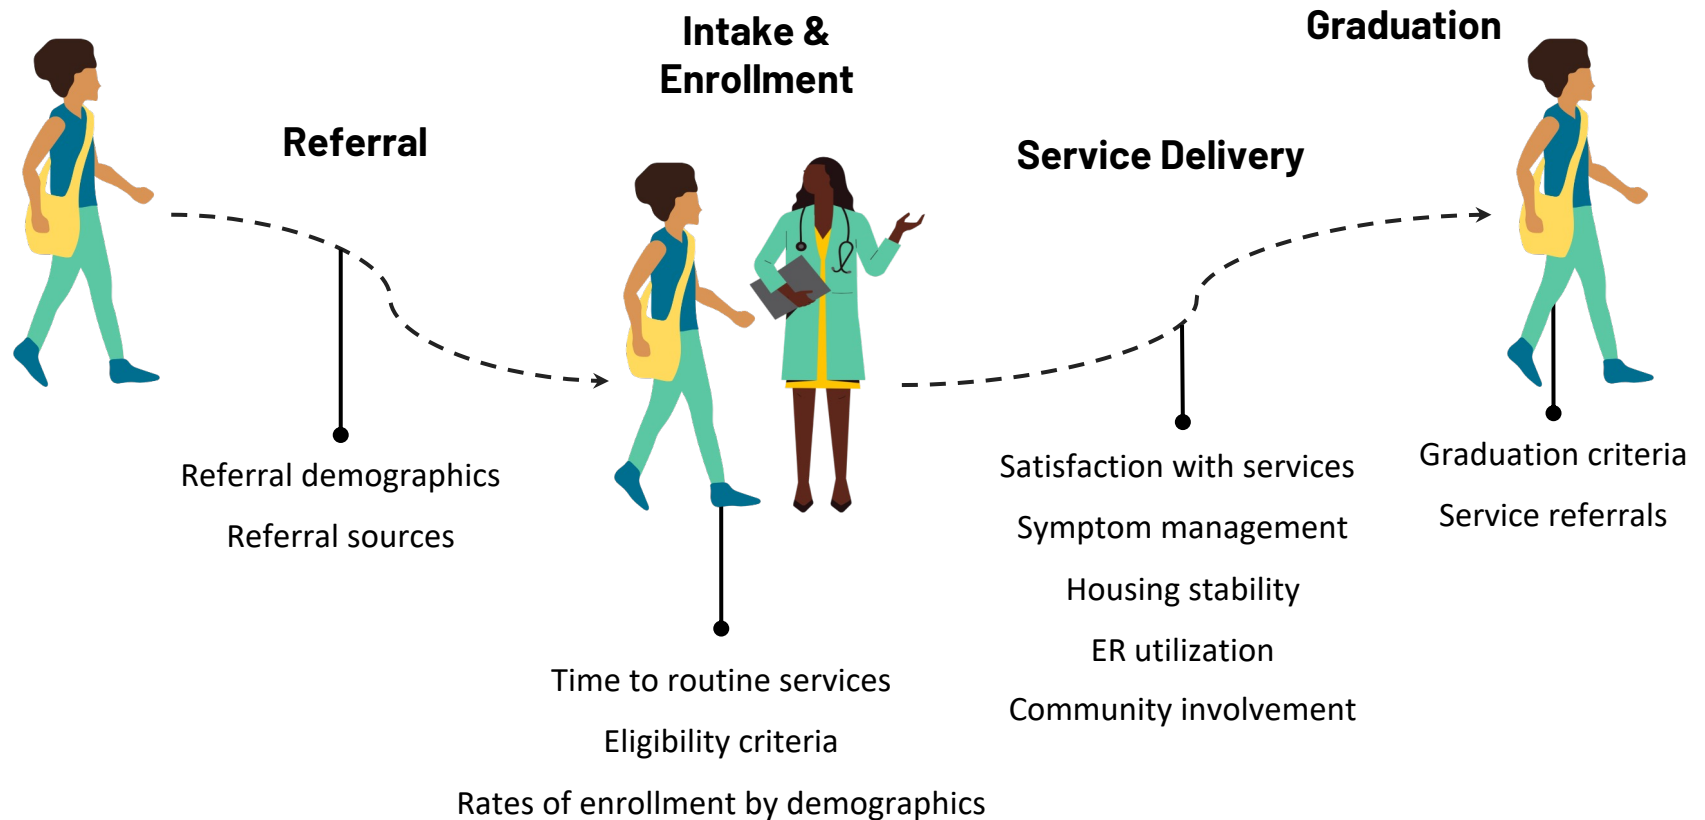 Referral
Referral demographics
Referral sources
Intake &
Enrollment
Time to routine services
Eligibility criteria
Rates of enrollment by demographics
Service Delivery
Satisfaction with services
Symptom management
Housing stability
ER utilization
Community involvement
Graduation
Graduation criteria
Service referrals